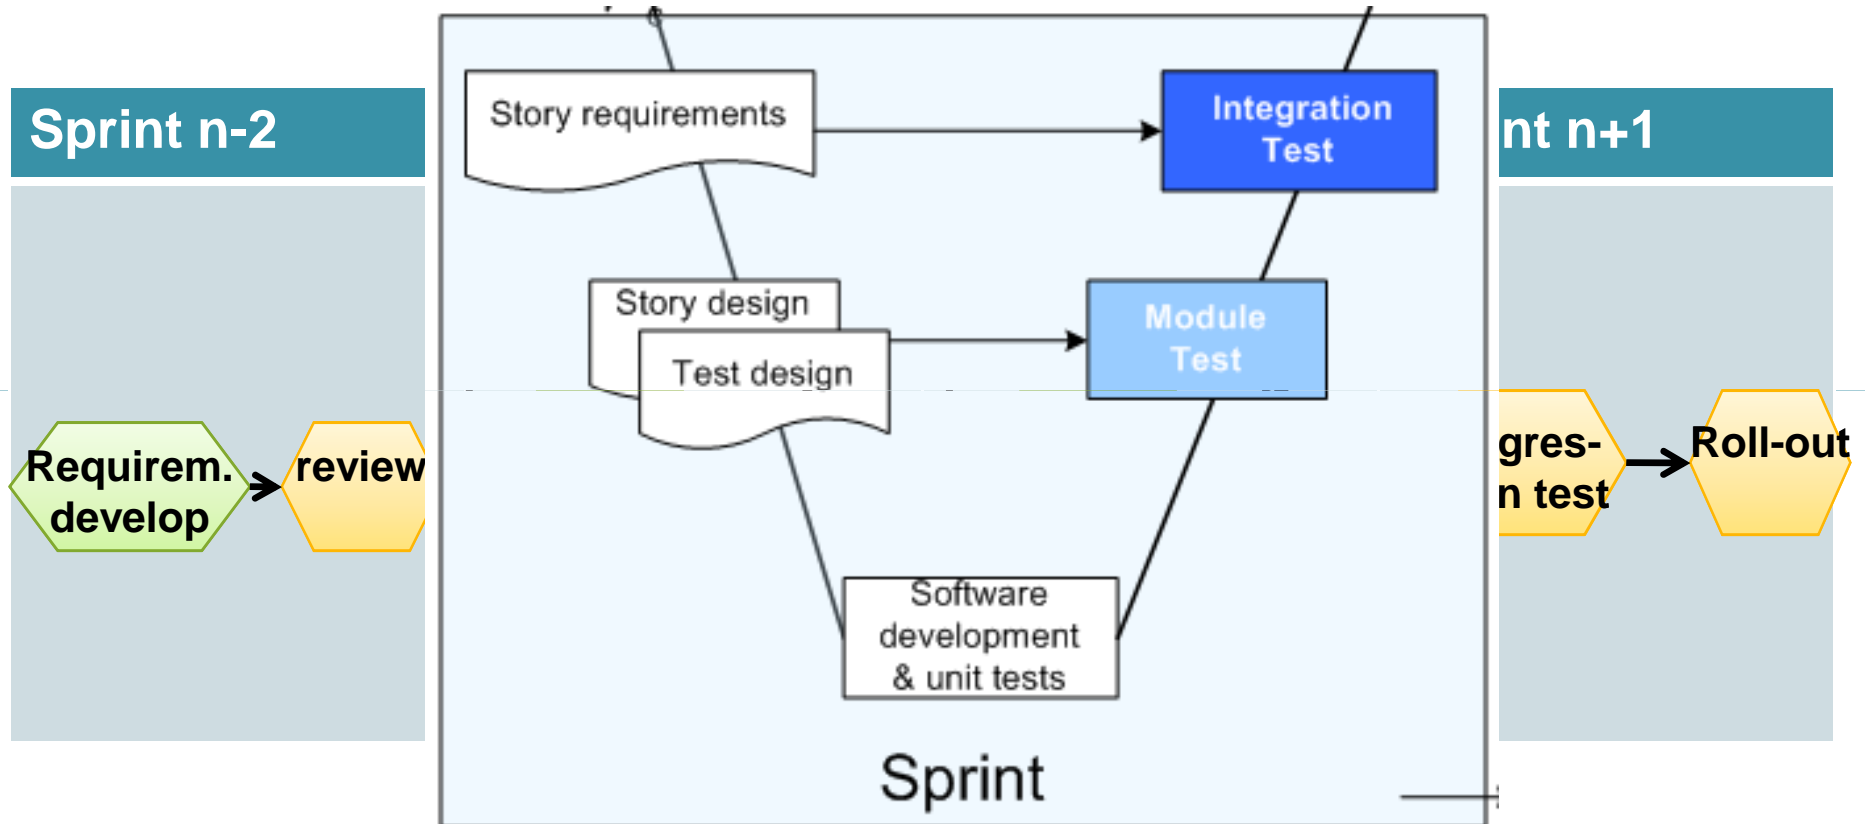 Sprint n-2
Requirem.
develop
review
Story requirements
Integration
Test
Story design
Test design
Module
Test
Software
development
& unit tests
Sprint
nt n+1
gres-
n test
Roll-out